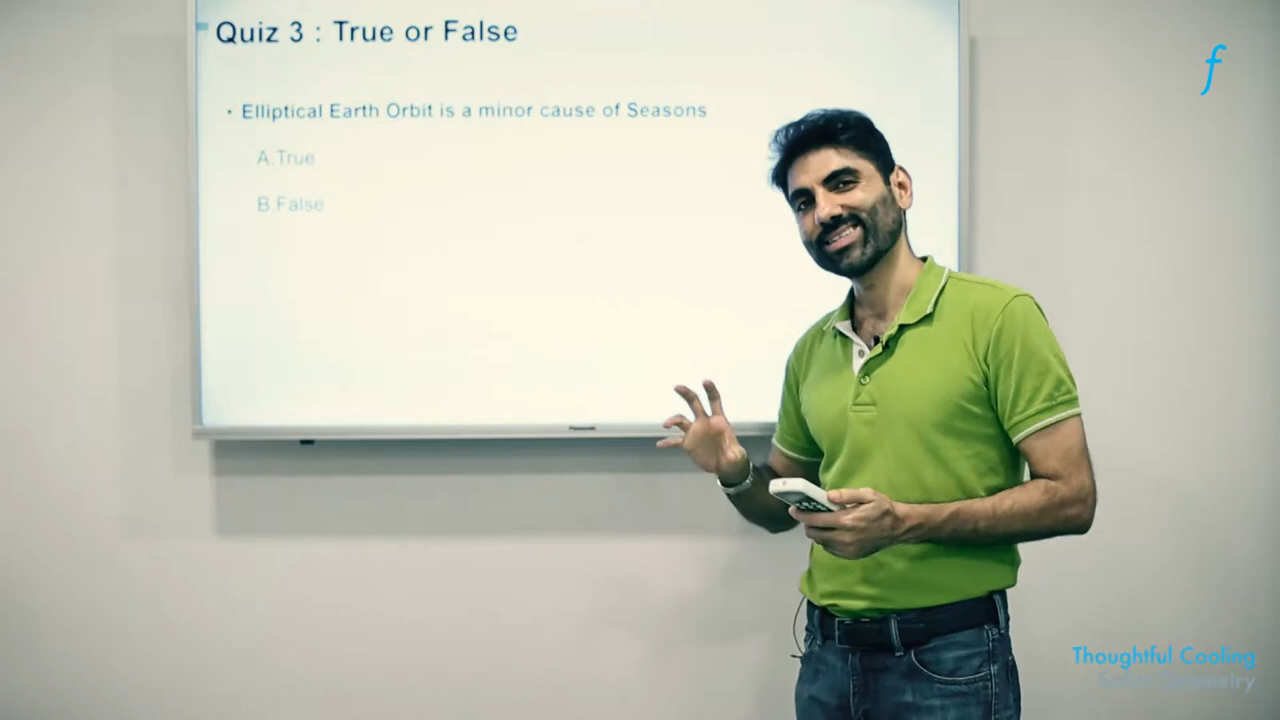 Quiz 3 : True or False
• Elliptical Earth Orbit is a minor cause of Seasons
A.True
B.False
f
Thoughtful Cooling
Solar Geometry